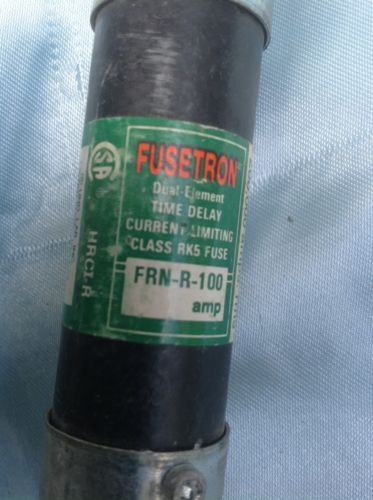 FUSETRON
Dual-Element
TIME DELAY
CURRENT LIMITING
CLASS RK5 FUSE
FRN-R-100
amp
HRCI-R